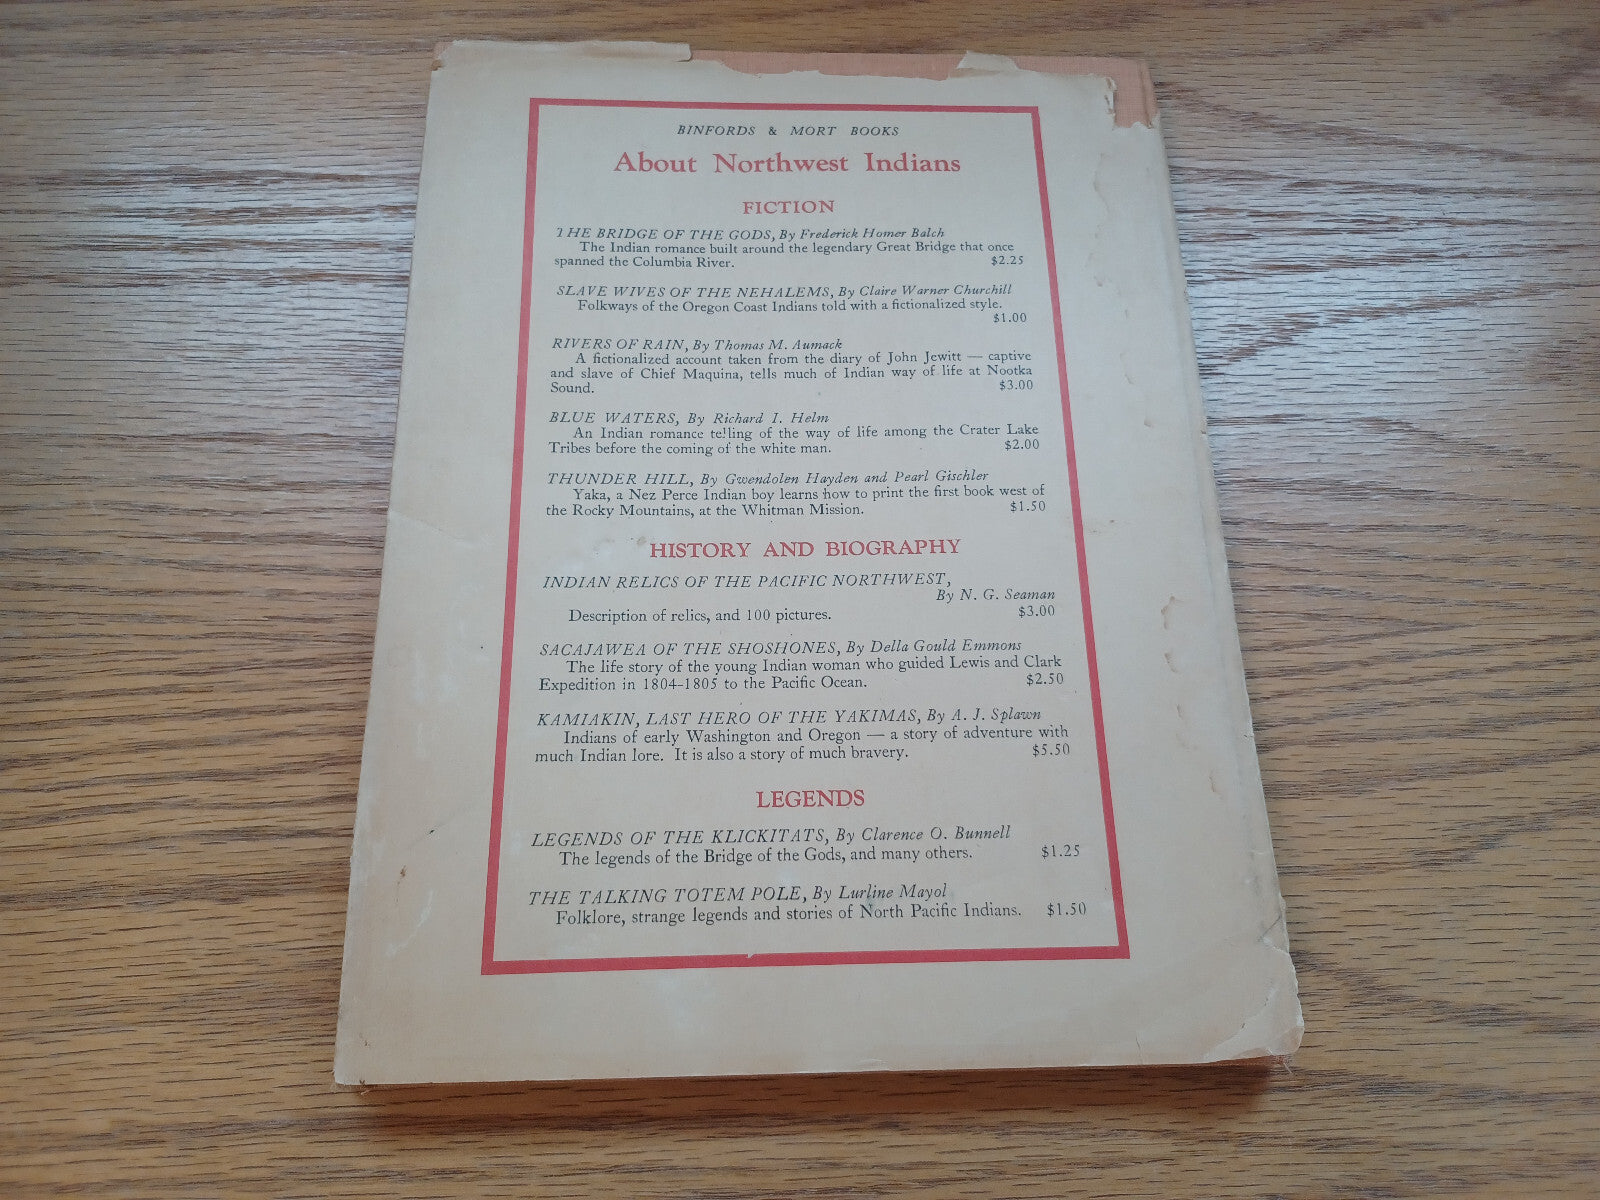 BINFORDS & MORT BOOKS
About Northwest Indians
FICTION
THE BRIDGE OF THE GODS, By Frederick Homer Balch
The Indian romance built around the legendary Great Bridge that once
spanned the Columbia River. $2.25
SLAVE WIVES OF THE NEHALEMS, By Claire Warner Churchill
Folkways of the Oregon Coast Indians told with a fictionalized style.
$1.00
RIVERS OF RAIN, By Thomas M. Aumack
A fictionalized account taken from the diary of John Jewitt — captive
and slave of Chief Maquina, tells much of Indian way of life at Nootka
Sound. $3.00
BLUE WATERS, By Richard I. Helm
An Indian romance telling of the way of life among the Crater Lake
Tribes before the coming of the white man. $2.00
THUNDER HILL, By Gwendolen Hayden and Pearl Gischler
Yaka, a Nez Perce Indian boy learns how to print the first book west of
the Rocky Mountains, at the Whitman Mission. $1.50
HISTORY AND BIOGRAPHY
INDIAN RELICS OF THE PACIFIC NORTHWEST,
By N. G. Seaman
Description of relics, and 100 pictures. $3.00
SACAJAWEA OF THE SHOSHONES, By Della Gould Emmons
The life story of the young Indian woman who guided Lewis and Clark
Expedition in 1804-1805 to the Pacific Ocean. $2.50
KAMIAKIN, LAST HERO OF THE YAKIMAS, By A. J. Splawn
Indians of early Washington and Oregon — a story of adventure with
much Indian lore. It is also a story of much bravery. $5.50
LEGENDS
LEGENDS OF THE KLICKITATS, By Clarence O. Bunnell
The legends of the Bridge of the Gods, and many others. $1.25
THE TALKING TOTEM POLE, By Lurline Mayol
Folklore, strange legends and stories of North Pacific Indians. $1.50